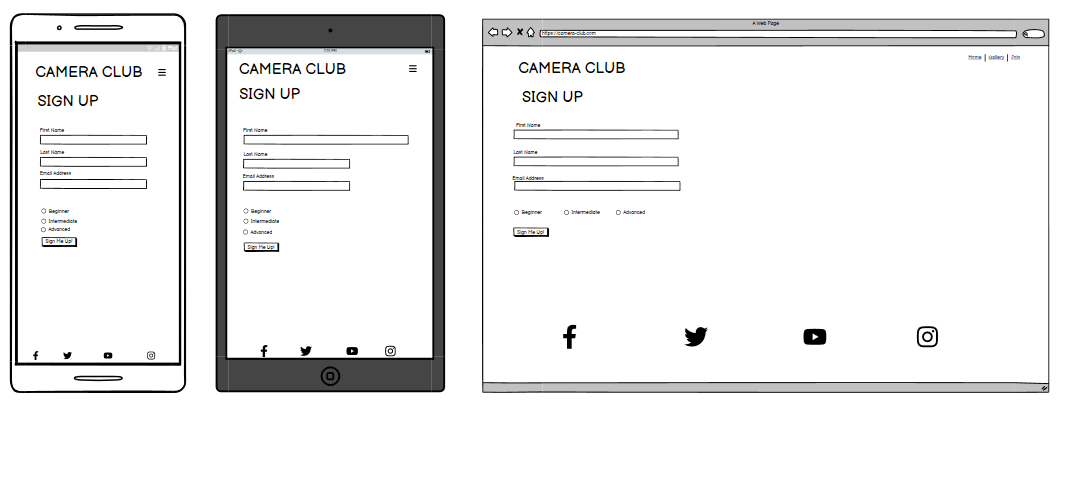 CAMERA CLUB
SIGN UP
First Name
Last Name
Email Address
Beginner
Intermediate
Advanced
Sign Me Up!
iPad
CAMERA CLUB
SIGN UP
First Name
Last Name
Email Address
Beginner
Intermediate
Advanced
Sign Me Up!
A Web Page
https://camera-club.com
Home | Gallery | Join
CAMERA CLUB
SIGN UP
First Name
Last Name
Email Address
Beginner Intermediate Advanced
Sign Me Up!